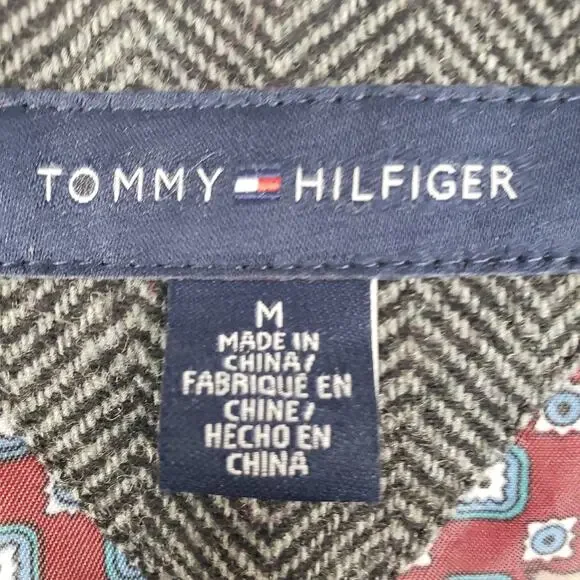 TOMMY HILFIGER
M
MADE IN
CHINA/
FABRIQUÉ EN
CHINE/
HECHO EN
CHINA